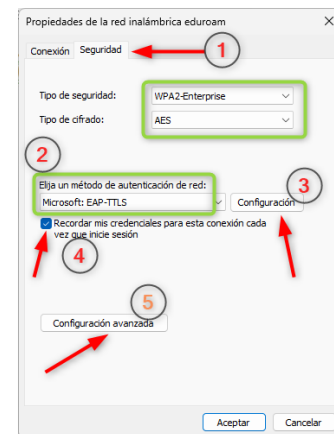 Propiedades de la red inalámbrica eduroam
Conexión Seguridad
1
Tipo de seguridad: WPA2-Enterprise
Tipo de cifrado: AES
2
Elija un método de autenticación de red:
3
Microsoft: EAP-TTLS Configuración
Recordar mis credenciales para esta conexión cada
vez que inicie sesión
4
5
Configuración avanzada
Aceptar Cancelar